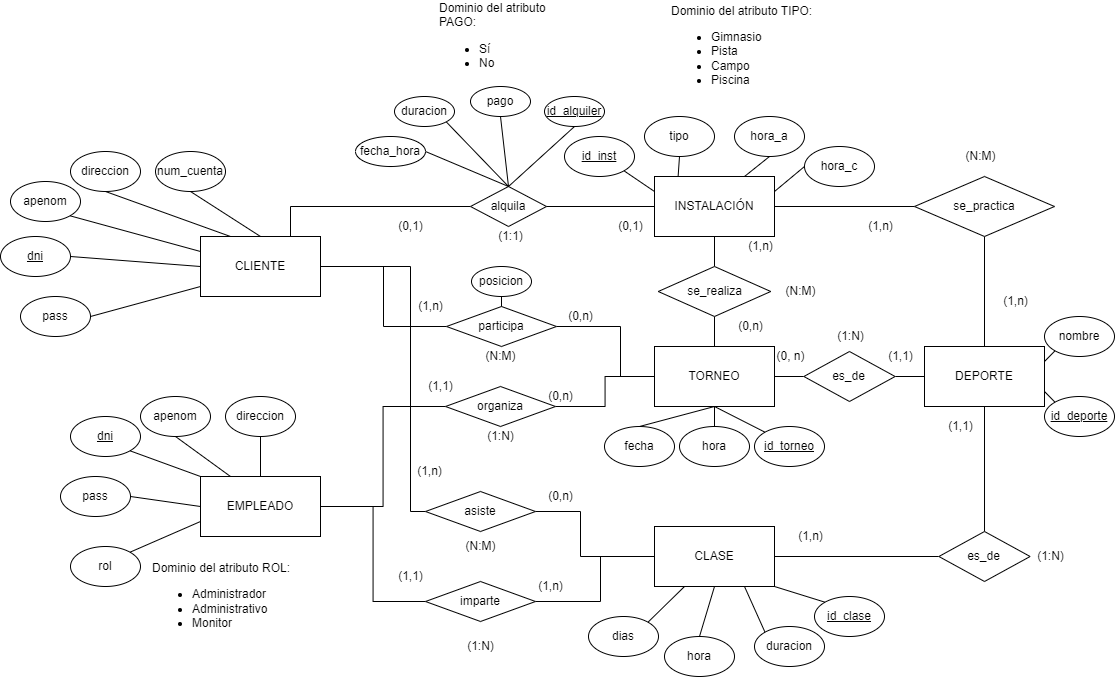 Dominio del atributo
PAGO:
Sí
No
Dominio del atributo TIPO:
Gimnasio
Pista
Campo
Piscina
duracion
pago
id_alquiler
fecha_hora
alquila
(0,1)
(1:1)
(0,1)
id_inst
tipo
hora_a
hora_c
INSTALACIÓN
(N:M)
se_practica
(1,n)
(1,n)
(1,n)
direccion
num_cuenta
apenom
dni
pass
CLIENTE
se_realiza
(N:M)
(0,n)
posicion
(1,n)
participa
(0,n)
(N:M)
TORNEO
(0, n)
(1:N)
es_de
(1,1)
DEPORTE
nombre
id_deporte
(1,1)
(1,1)
organiza
(0,n)
(1:N)
fecha
hora
id_torneo
direccion
apenom
dni
pass
rol
EMPLEADO
Dominio del atributo ROL:
Administrador
Administrativo
Monitor
(1,n)
asiste
(0,n)
(N:M)
(1,1)
imparte
(1,n)
(1:N)
CLASE
(1,n)
es_de
(1:N)
dias
hora
duracion
id_clase